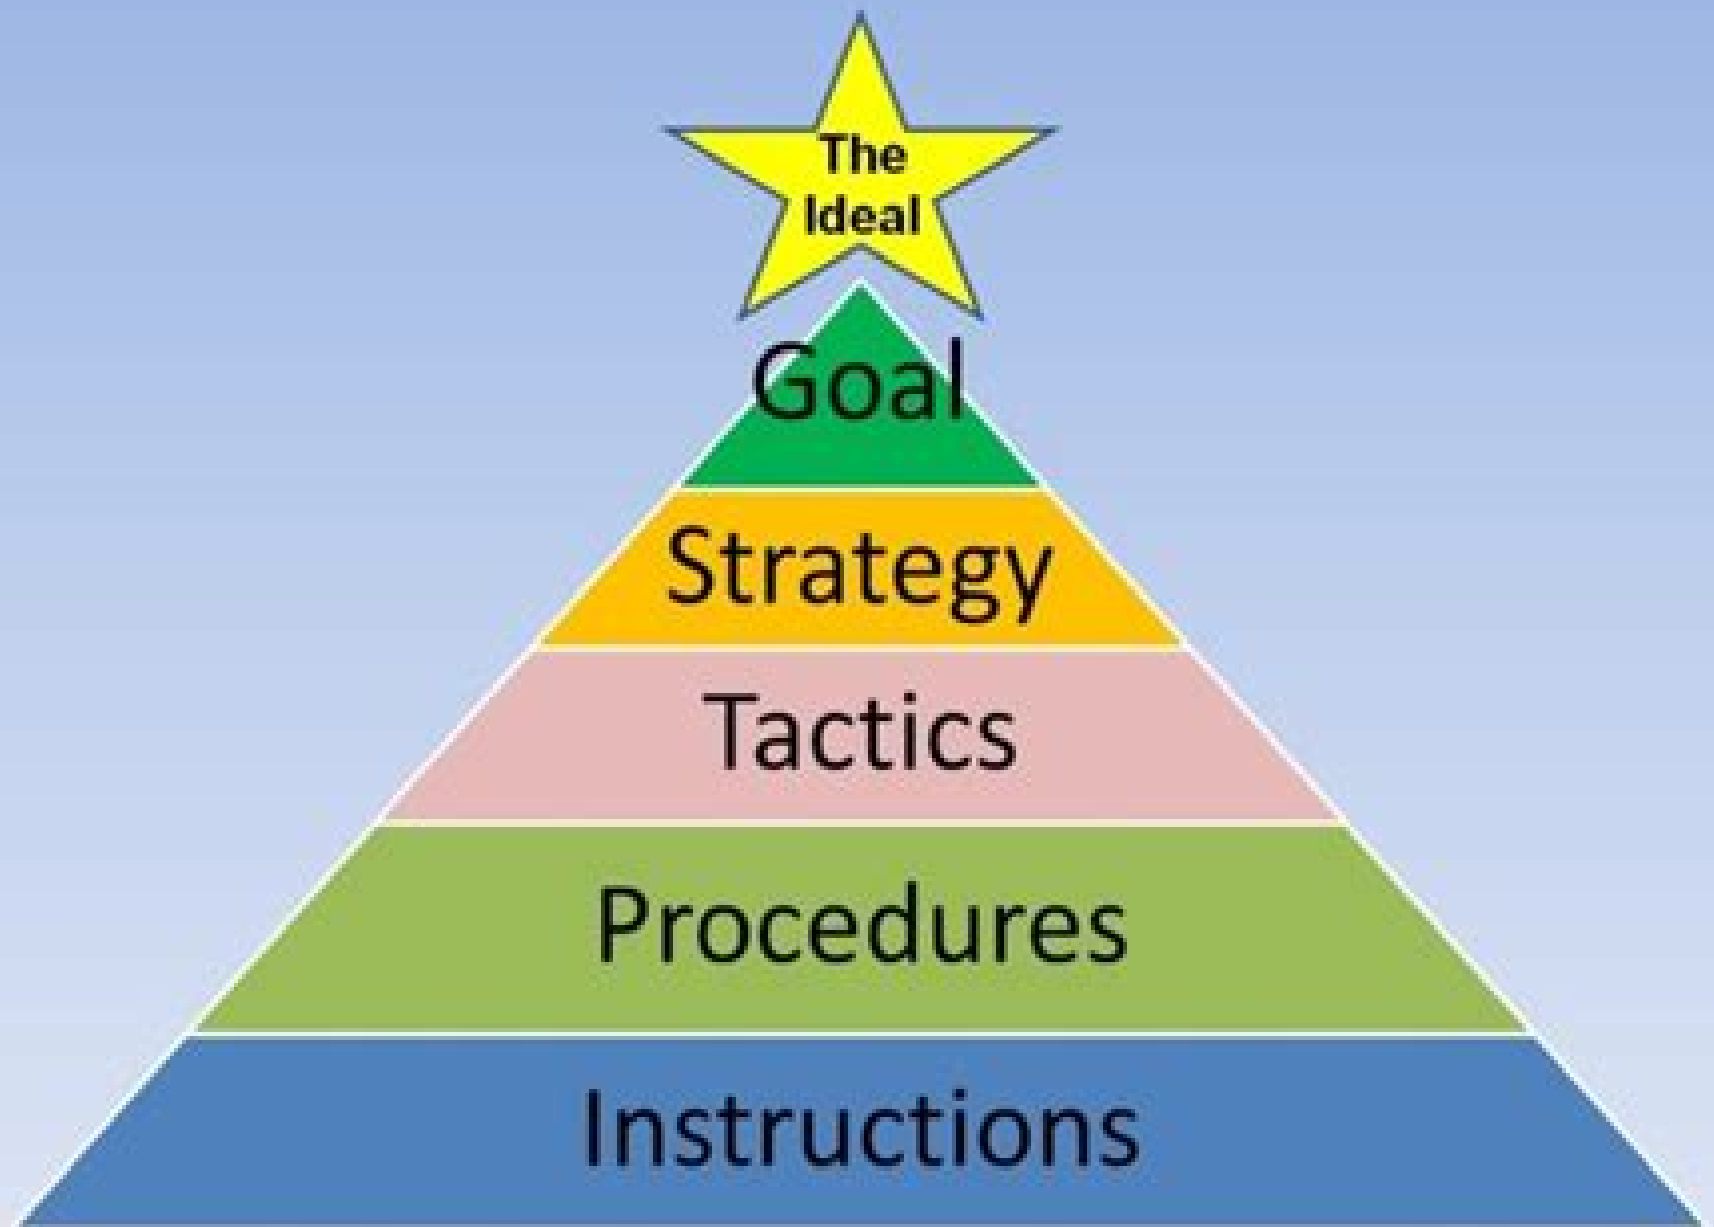 The
Ideal
Goal
Strategy
Tactics
Procedures
Instructions